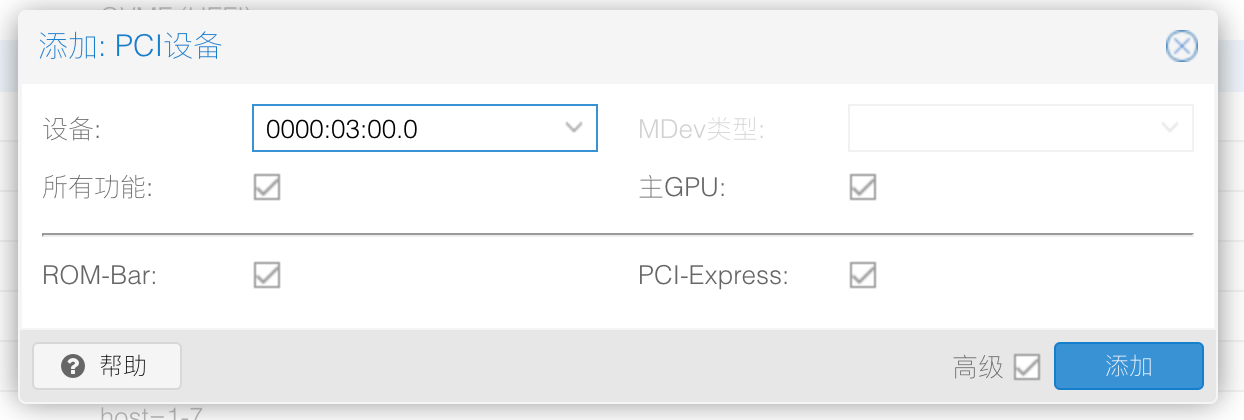 添加: PCI设备
设备: 0000:03:00.0 MDev类型:
所有功能: 主GPU:
ROM-Bar: PCI-Express:
帮助 高级 添加
host=1-7